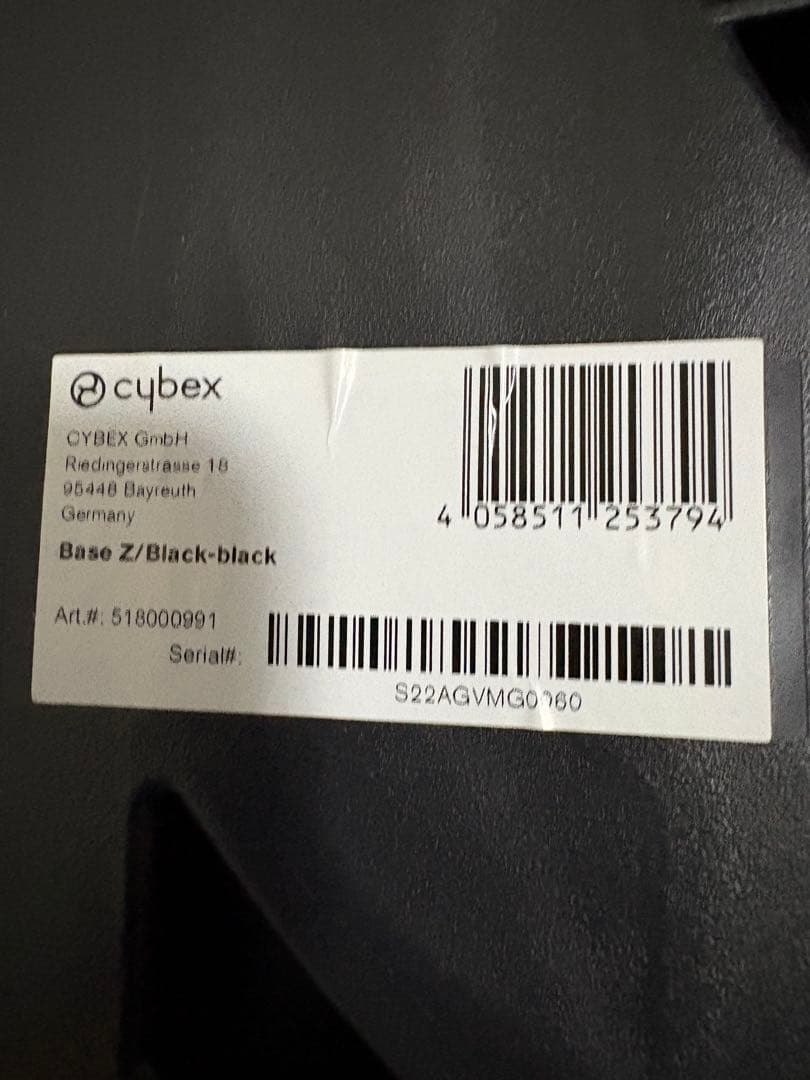 cybex
CYBEX GmbH
Riedingerstrasse 18
95448 Bayreuth
Germany
Base Z/Black-black
4 058511 253794
Art.#: 518000991
Serial#: